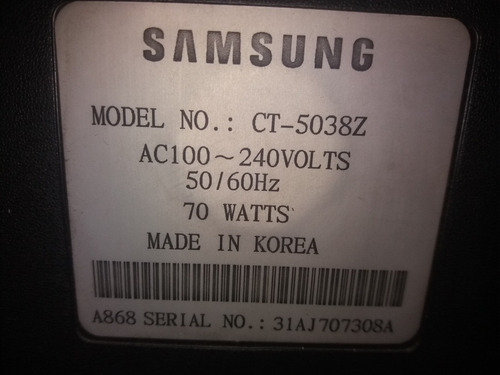 SAMSUNG
MODEL NO.: CT-5038Z
AC100~240VOLTS
50/60Hz
70 WATTS
MADE IN KOREA
A868 SERIAL NO.: 31AJ707308A